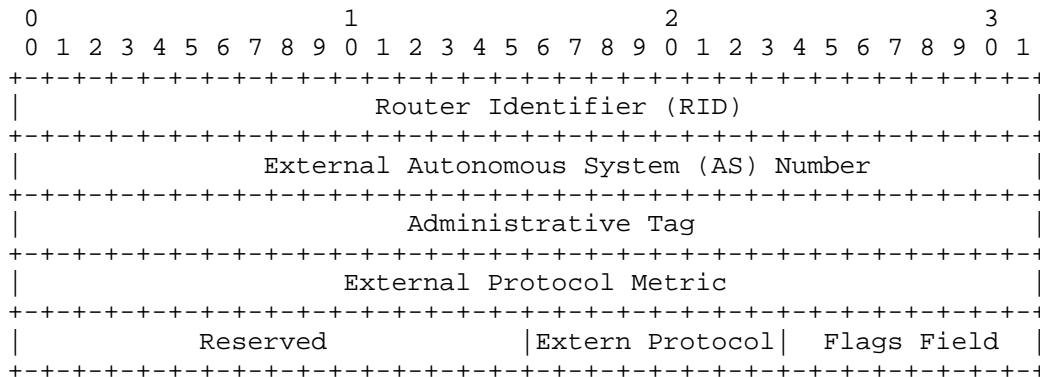 0                   1                   2                   3
 0 1 2 3 4 5 6 7 8 9 0 1 2 3 4 5 6 7 8 9 0 1 2 3 4 5 6 7 8 9 0 1
+-+-+-+-+-+-+-+-+-+-+-+-+-+-+-+-+-+-+-+-+-+-+-+-+-+-+-+-+-+-+-+-+
|                      Router Identifier (RID)                  |
+-+-+-+-+-+-+-+-+-+-+-+-+-+-+-+-+-+-+-+-+-+-+-+-+-+-+-+-+-+-+-+-+
|               External Autonomous System (AS) Number          |
+-+-+-+-+-+-+-+-+-+-+-+-+-+-+-+-+-+-+-+-+-+-+-+-+-+-+-+-+-+-+-+-+
|                        Administrative Tag                     |
+-+-+-+-+-+-+-+-+-+-+-+-+-+-+-+-+-+-+-+-+-+-+-+-+-+-+-+-+-+-+-+-+
|                    External Protocol Metric                   |
+-+-+-+-+-+-+-+-+-+-+-+-+-+-+-+-+-+-+-+-+-+-+-+-+-+-+-+-+-+-+-+-+
|           Reserved            |Extern Protocol|  Flags Field  |
+-+-+-+-+-+-+-+-+-+-+-+-+-+-+-+-+-+-+-+-+-+-+-+-+-+-+-+-+-+-+-+-+